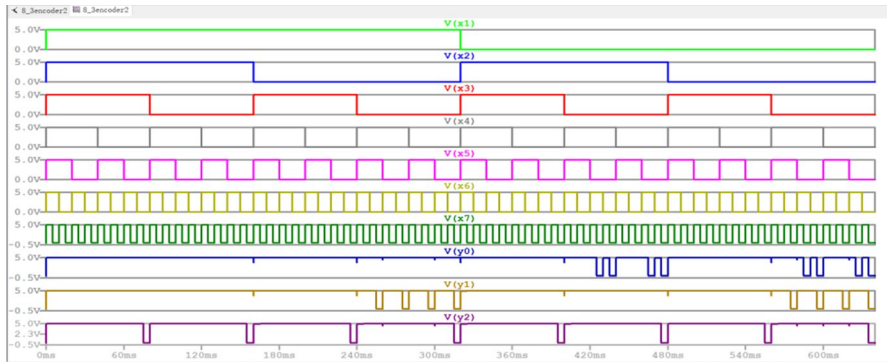 8_3encoder2 8_3encoder2
V(x1)
5.0V
0.0V
V(x2)
5.0V
0.0V
V(x3)
5.0V
0.0V
V(x4)
5.0V
0.0V
V(x5)
5.0V
0.0V
V(x6)
5.0V
0.0V
V(x7)
5.0V
-0.5V
V(y0)
5.0V
-0.5V
V(y1)
5.0V
-0.5V
V(y2)
5.0V
2.3V
-0.5V
0ms 60ms 120ms 180ms 240ms 300ms 360ms 420ms 480ms 540ms 600ms